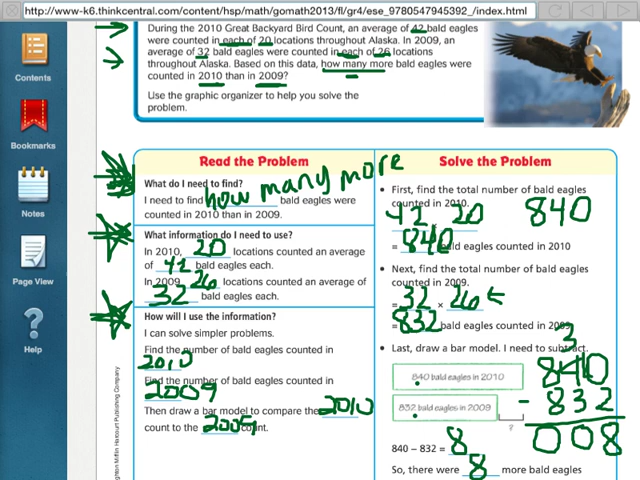 www-k6.thinkcentral.com/content/hsp/math/gomath2013/fl/gr4/ese_9780547945392_/index.html
Contents
Bookmarks
Notes
Page View
Help
During the 2010 Great Backyard Bird Count, an average of 42 bald eagles
were counted in each of 20 locations throughout Alaska. In 2009, an
average of 32 bald eagles were counted in each of 26 locations
throughout Alaska. Based on this data, how many more bald eagles were
counted in 2010 than in 2009?
Use the graphic organizer to help you solve the
problem.
Read the Problem
What do I need to find?
I need to find how many more bald eagles were
counted in 2010 than in 2009.
What information do I need to use?
In 2010, 20 locations counted an average
of 42 bald eagles each.
In 2009 26 locations counted an average of
32 bald eagles each.
How will I use the information?
I can solve simpler problems.
Find the number of bald eagles counted in
2010
Find the number of bald eagles counted in
2009
Then draw a bar model to compare the 2010
count to the 2009 count.
Solve the Problem
• First, find the total number of bald eagles
counted in 2010.
42 × 20 840
= 840 bald eagles counted in 2010
• Next, find the total number of bald eagles
counted in 2009.
= 32 × 26
= 832 bald eagles counted in 2009
• Last, draw a bar model. I need to subtract.
840 bald eagles in 2010
832 bald eagles in 2009
?
3
840
- 832
008
840 – 832 = 8
So, there were 8 more bald eagles
ghton Mifflin Harcourt Publishing Company